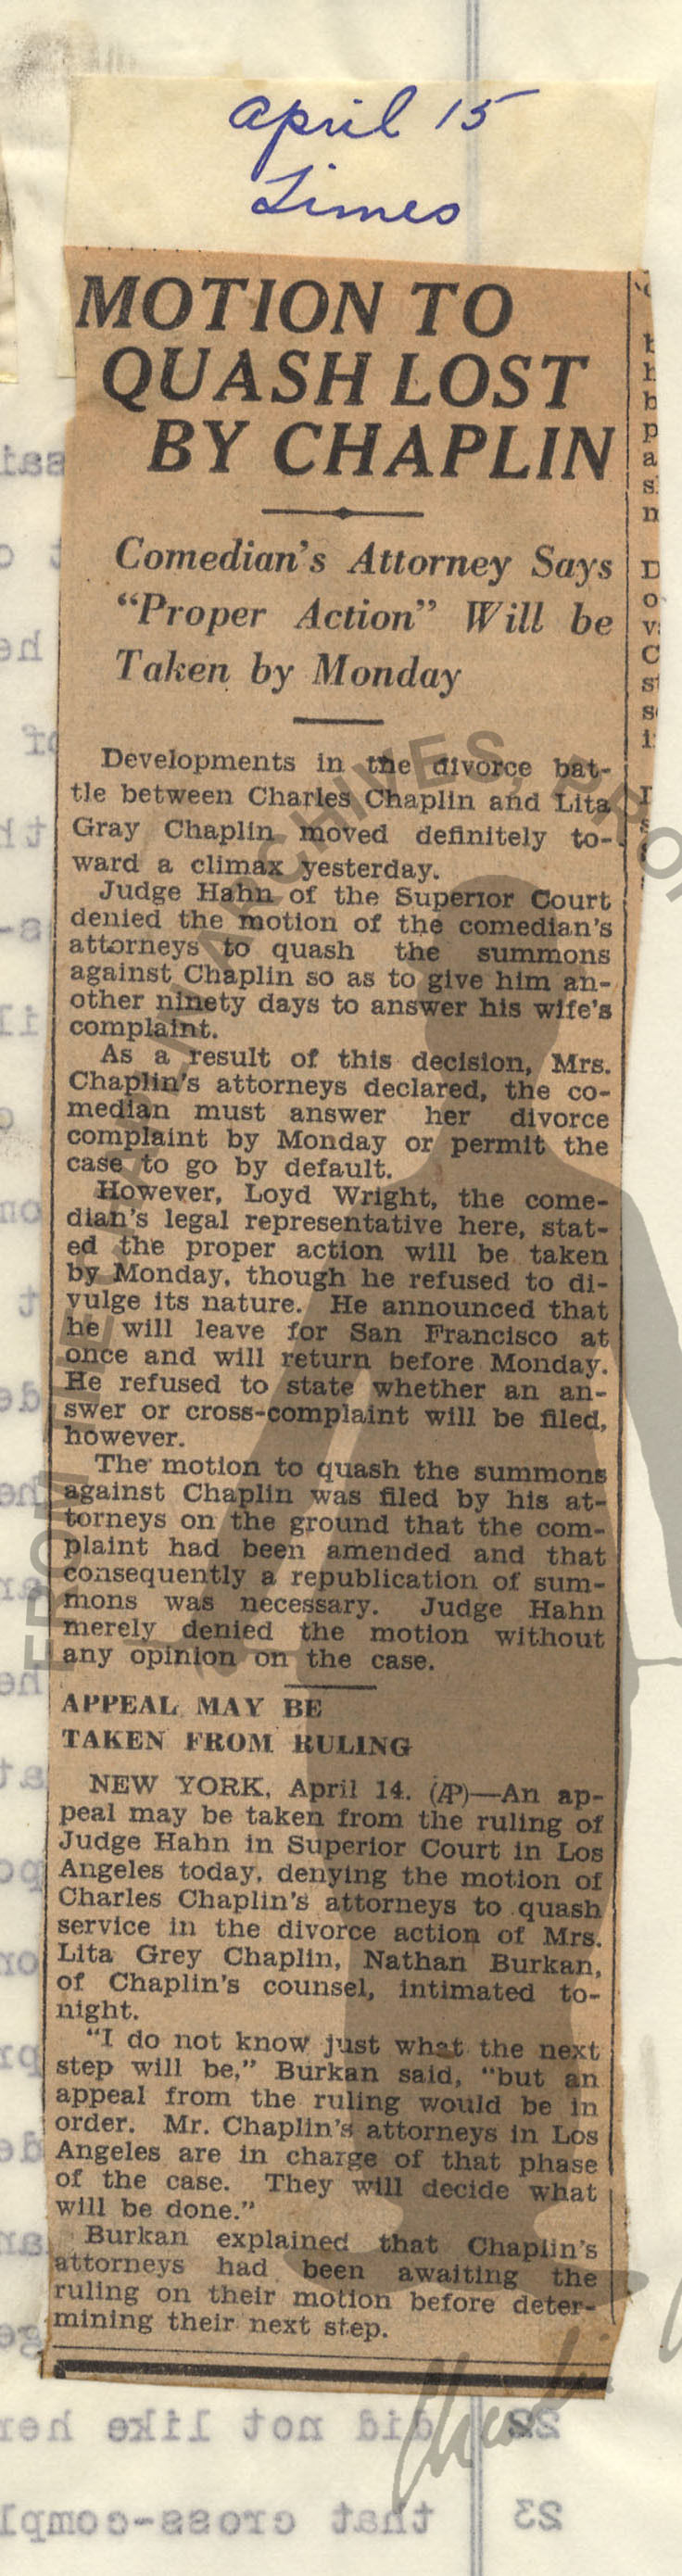 april 15
Times
MOTION TO
QUASH LOST
BY CHAPLIN
Comedian's Attorney Says
“Proper Action” Will be
Taken by Monday
Developments in the divorce bat-
tle between Charles Chaplin and Lita
Gray Chaplin moved definitely to-
ward a climax yesterday.
Judge Hahn of the Superior Court
denied the motion of the comedian's
attorneys to quash the summons
against Chaplin so as to give him an-
other ninety days to answer his wife's
complaint.
As a result of this decision, Mrs.
Chaplin's attorneys declared, the co-
median must answer her divorce
complaint by Monday or permit the
case to go by default.
However, Loyd Wright, the come-
dian's legal representative here, stat-
ed the proper action will be taken
by Monday, though he refused to di-
vulge its nature. He announced that
he will leave for San Francisco at
once and will return before Monday.
He refused to state whether an an-
swer or cross-complaint will be filed,
however.
The motion to quash the summons
against Chaplin was filed by his at-
torneys on the ground that the com-
plaint had been amended and that
consequently a republication of sum-
mons was necessary. Judge Hahn
merely denied the motion without
any opinion on the case.
APPEAL MAY BE
TAKEN FROM RULING
NEW YORK, April 14. (AP)—An ap-
peal may be taken from the ruling of
Judge Hahn in Superior Court in Los
Angeles today, denying the motion of
Charles Chaplin's attorneys to quash
service in the divorce action of Mrs.
Lita Grey Chaplin, Nathan Burkan,
of Chaplin's counsel, intimated to-
night.
“I do not know just what the next
step will be,” Burkan said, “but an
appeal from the ruling would be in
order. Mr. Chaplin's attorneys in Los
Angeles are in charge of that phase
of the case. They will decide what
will be done.”
Burkan explained that Chaplin's
attorneys had been awaiting the
ruling on their motion before deter-
mining their next step.
22 did not like her
23 that cross-compl